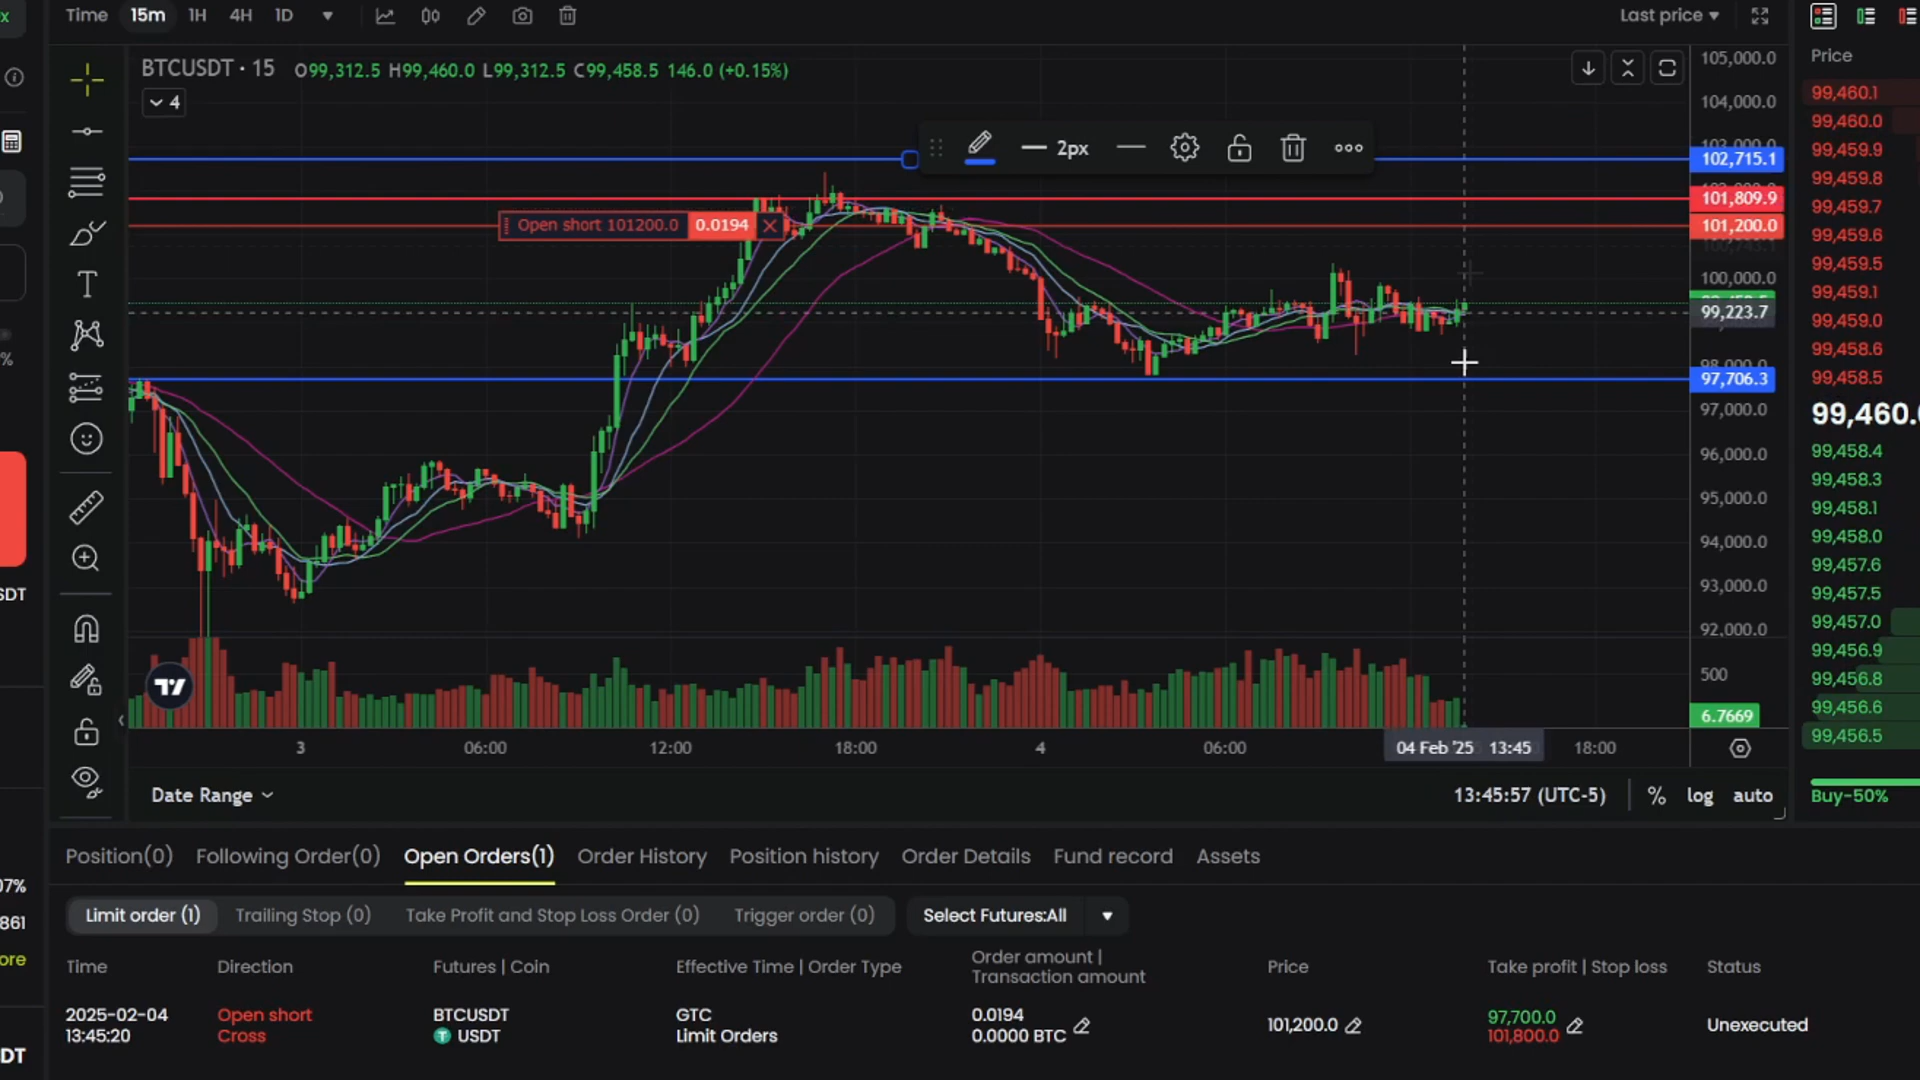 x
Time 15m 1H 4H 1D
Last price
BTCUSDT · 15 O99,312.5 H99,460.0 L99,312.5 C99,458.5 146.0 (+0.15%)
4
2px
Open short 101200.0 0.0194
105,000.0
104,000.0
102,715.1
101,809.9
101,200.0
100,000.0
99,223.7
98,000.0
97,706.3
97,000.0
96,000.0
95,000.0
94,000.0
93,000.0
92,000.0
500
6.7669
3 06:00 12:00 18:00 4 06:00 04 Feb '25 13:45 18:00
Date Range
13:45:57 (UTC-5) % log auto
Price
99,460.1
99,460.0
99,459.9
99,459.8
99,459.7
99,459.6
99,459.5
99,459.1
99,459.0
99,458.6
99,458.5
99,460.0
99,458.4
99,458.3
99,458.1
99,458.0
99,457.6
99,457.5
99,457.0
99,456.9
99,456.8
99,456.6
99,456.5
Buy-50%
%
SDT
07%
861
ore
DT
Position(0) Following Order(0) Open Orders(1) Order History Position history Order Details Fund record Assets
Limit order (1) Trailing Stop (0) Take Profit and Stop Loss Order (0) Trigger order (0) Select Futures:All
Time Direction Futures | Coin Effective Time | Order Type Order amount | Transaction amount Price Take profit | Stop loss Status
2025-02-04 Open short BTCUSDT GTC 0.0194 101,200.0 97,700.0 Unexecuted
13:45:20 Cross USDT Limit Orders 0.0000 BTC 101,800.0